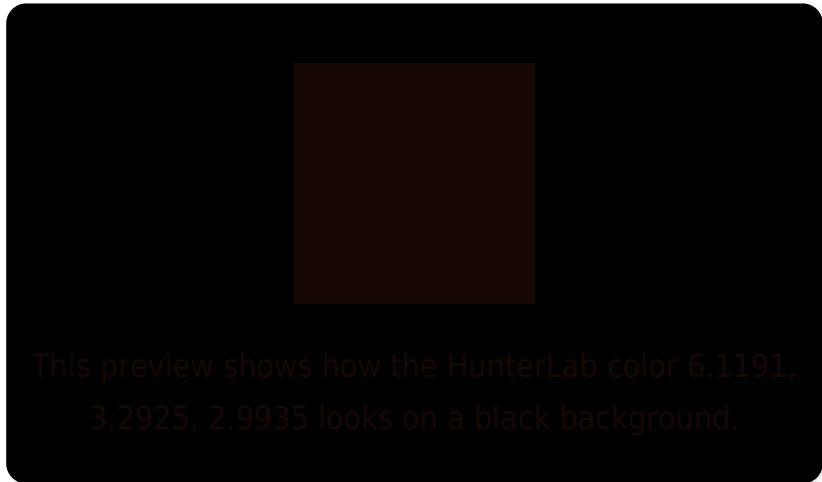 This preview shows how the HunterLab color 6.1191,
3.2925, 2.9935 looks on a black background.